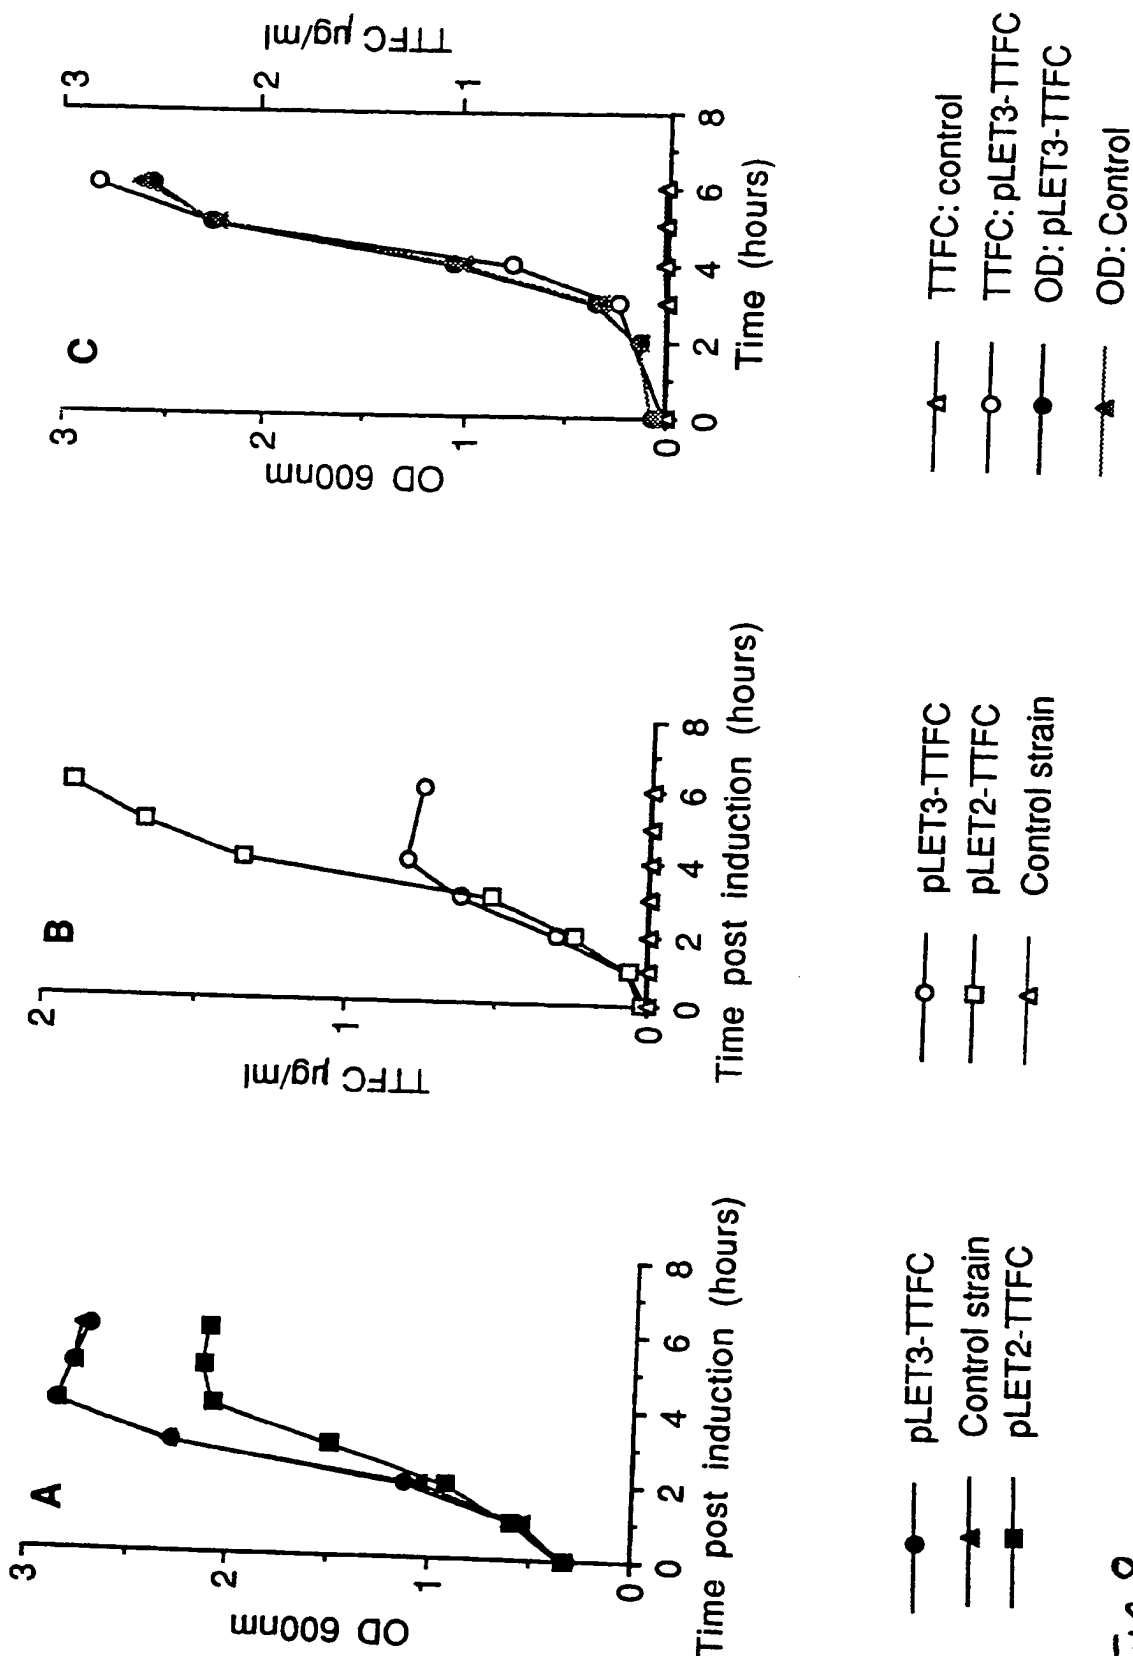 A
OD 600nm
3
2
1
0
0 2 4 6 8
Time post induction (hours)
pLET3-TTFC
Control strain
pLET2-TTFC
B
TTFC µg/ml
2
1
0
0 2 4 6 8
Time post induction (hours)
pLET3-TTFC
pLET2-TTFC
Control strain
C
OD 600nm
3
2
1
0
TTFC µg/ml
3
2
1
0 2 4 6 8
Time (hours)
TTFC: control
TTFC: pLET3-TTFC
OD: pLET3-TTFC
OD: Control